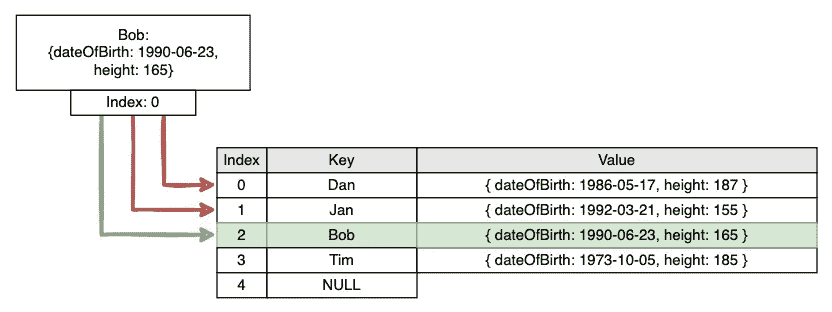 Bob:
{dateOfBirth: 1990-06-23,
height: 165}
Index: 0
Index Key Value
0 Dan { dateOfBirth: 1986-05-17, height: 187 }
1 Jan { dateOfBirth: 1992-03-21, height: 155 }
2 Bob { dateOfBirth: 1990-06-23, height: 165 }
3 Tim { dateOfBirth: 1973-10-05, height: 185 }
4 NULL